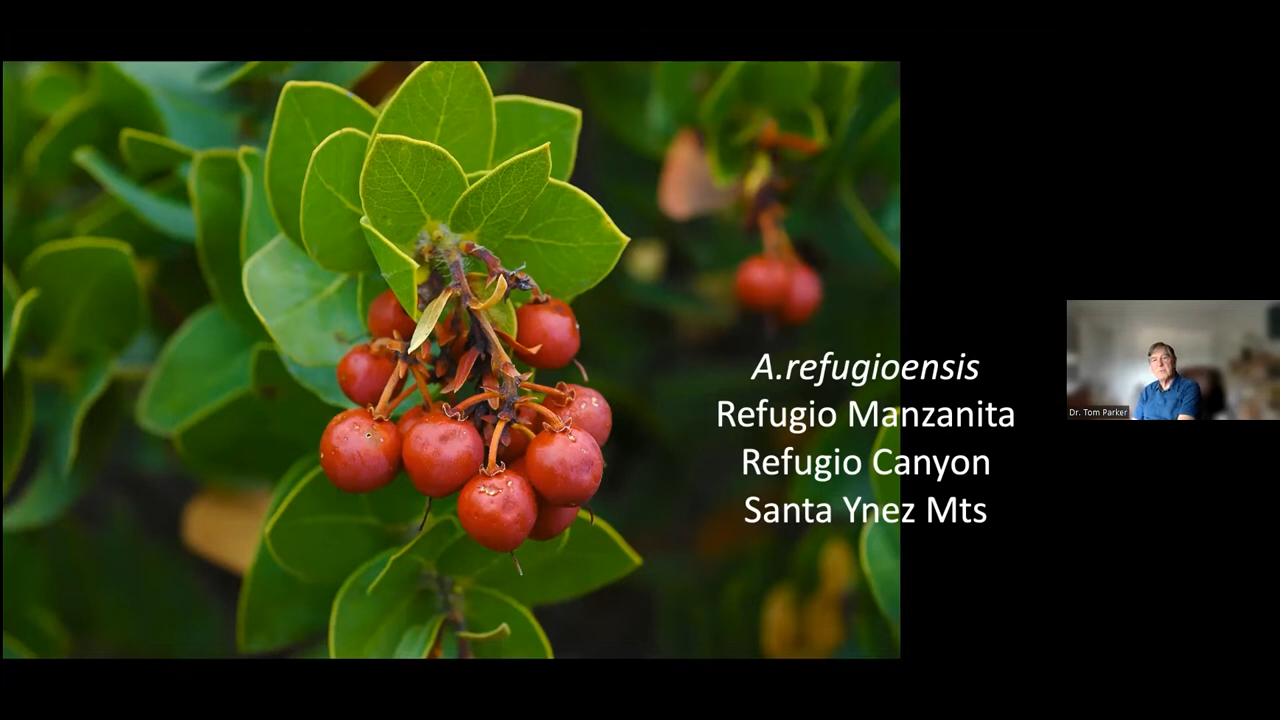 A.refugioensis
Refugio Manzanita
Refugio Canyon
Santa Ynez Mts
Dr. Tom Parker